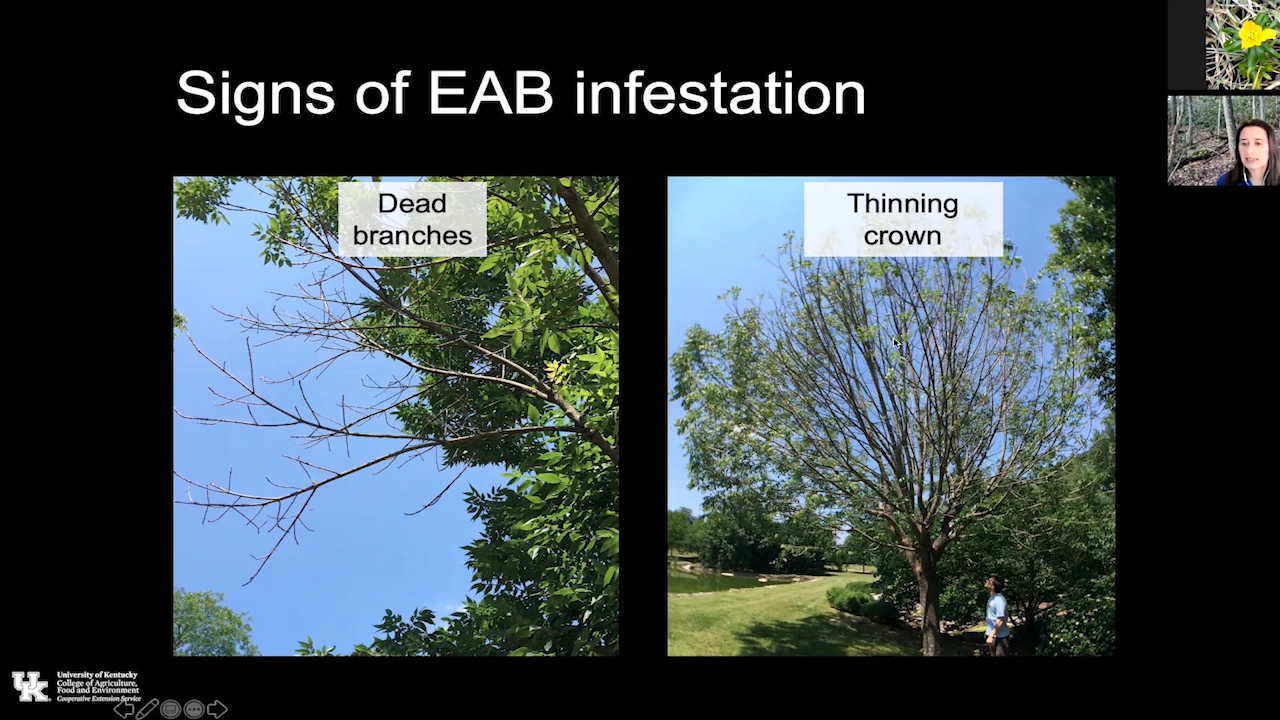 Signs of EAB infestation
Dead
branches
Thinning
crown
UK
University of Kentucky
College of Agriculture,
Food and Environment
Cooperative Extension Service